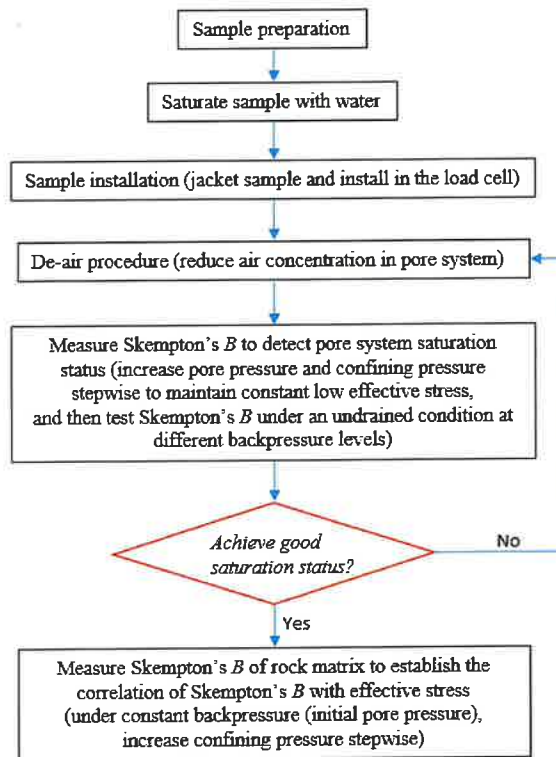 Sample preparation
Saturate sample with water
Sample installation (jacket sample and install in the load cell)
De-air procedure (reduce air concentration in pore system)
Measure Skempton's B to detect pore system saturation
status (increase pore pressure and confining pressure
stepwise to maintain constant low effective stress,
and then test Skempton's B under an undrained condition at
different backpressure levels)
Achieve good
saturation status?
No
Yes
Measure Skempton's B of rock matrix to establish the
correlation of Skempton's B with effective stress
(under constant backpressure (initial pore pressure),
increase confining pressure stepwise)